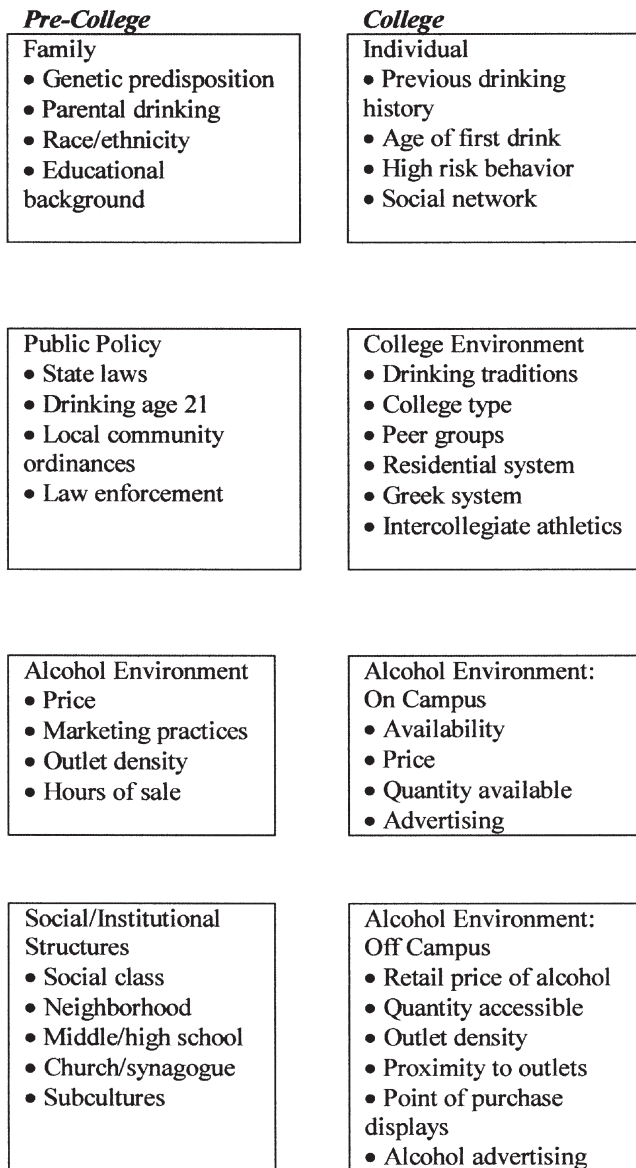 Pre-College
Family
• Genetic predisposition
• Parental drinking
• Race/ethnicity
• Educational
background
Public Policy
• State laws
• Drinking age 21
• Local community
ordinances
• Law enforcement
Alcohol Environment
• Price
• Marketing practices
• Outlet density
• Hours of sale
Social/Institutional
Structures
• Social class
• Neighborhood
• Middle/high school
• Church/synagogue
• Subcultures
College
Individual
• Previous drinking
history
• Age of first drink
• High risk behavior
• Social network
College Environment
• Drinking traditions
• College type
• Peer groups
• Residential system
• Greek system
• Intercollegiate athletics
Alcohol Environment:
On Campus
• Availability
• Price
• Quantity available
• Advertising
Alcohol Environment:
Off Campus
• Retail price of alcohol
• Quantity accessible
• Outlet density
• Proximity to outlets
• Point of purchase
displays
• Alcohol advertising